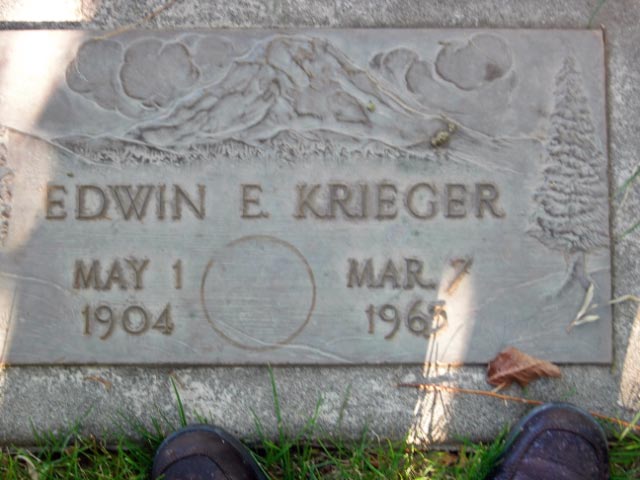 EDWIN E. KRIEGER
MAY 1 MAR. 7
1904 1965